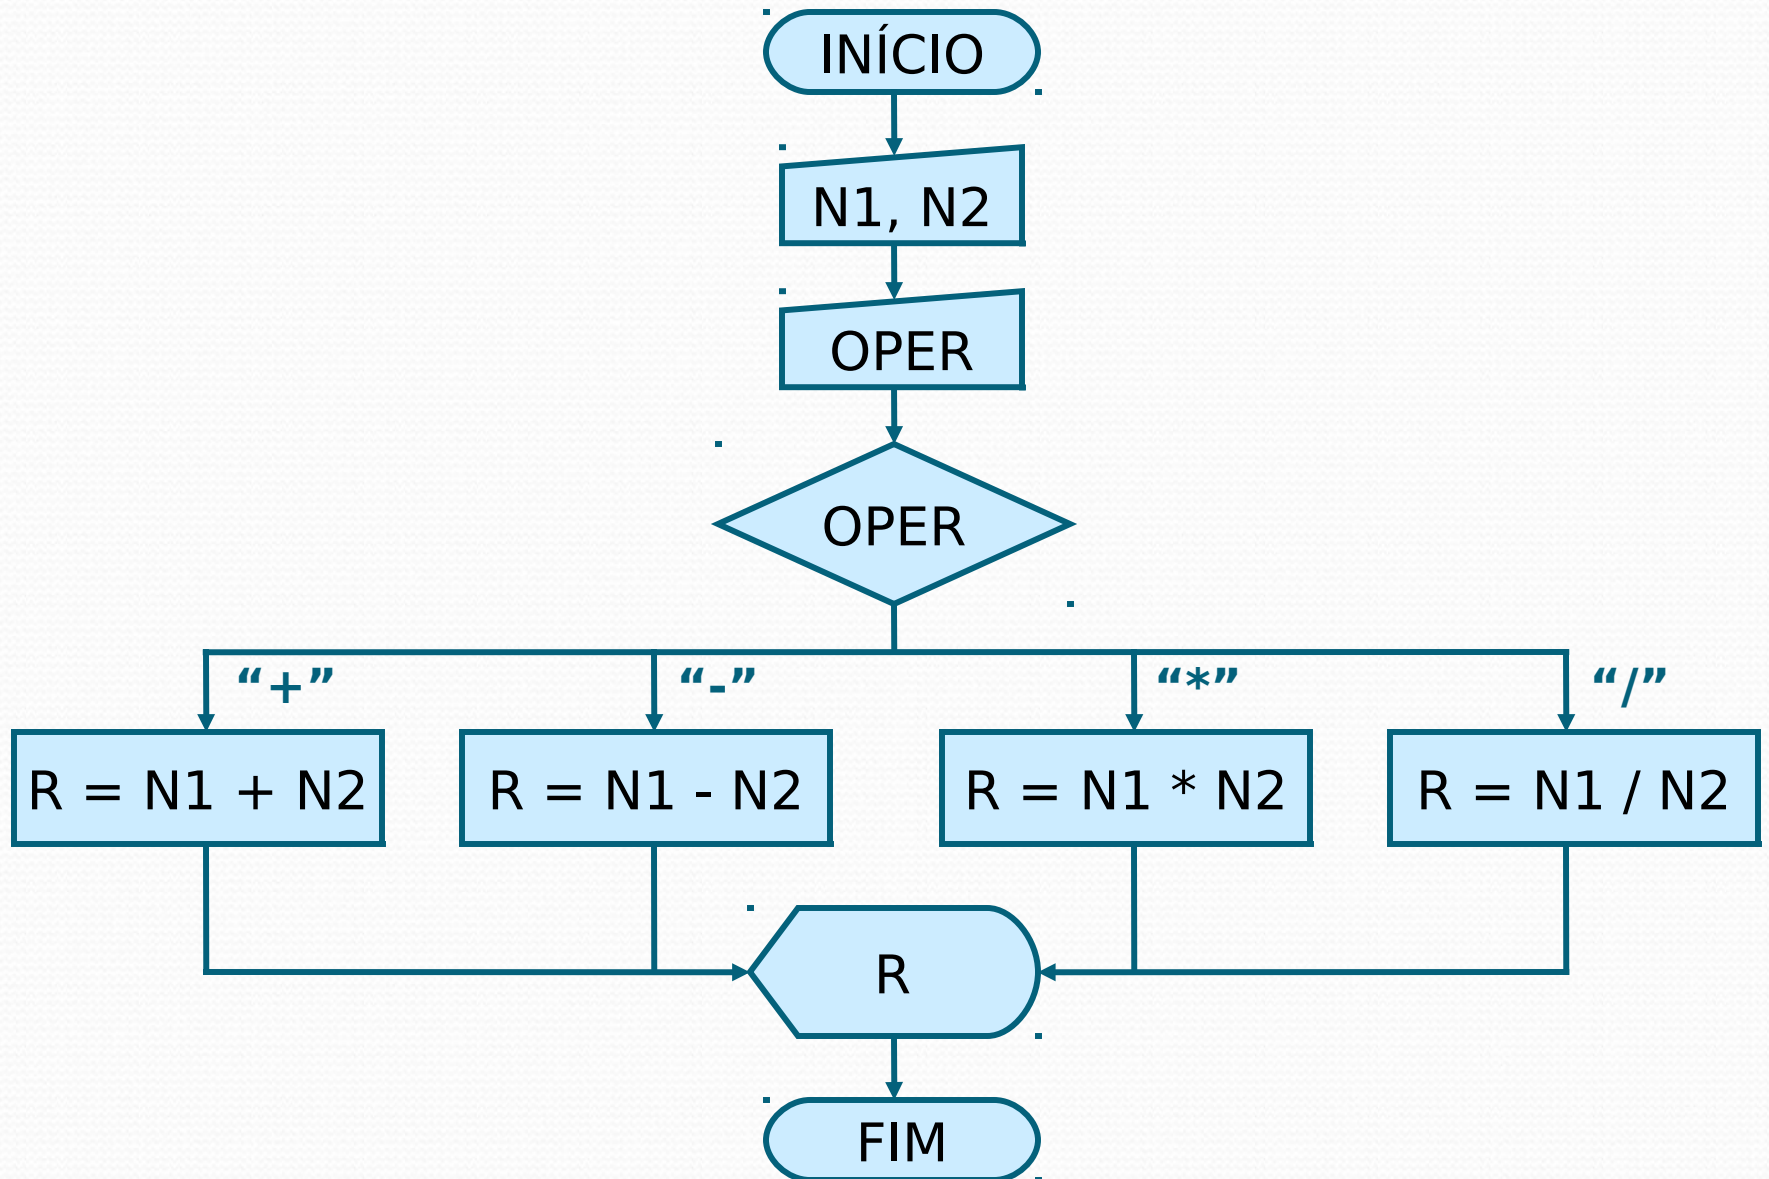 INÍCIO
N1, N2
OPER
OPER
“+”
“-”
“*”
“/”
R = N1 + N2
R = N1 - N2
R = N1 * N2
R = N1 / N2
R
FIM